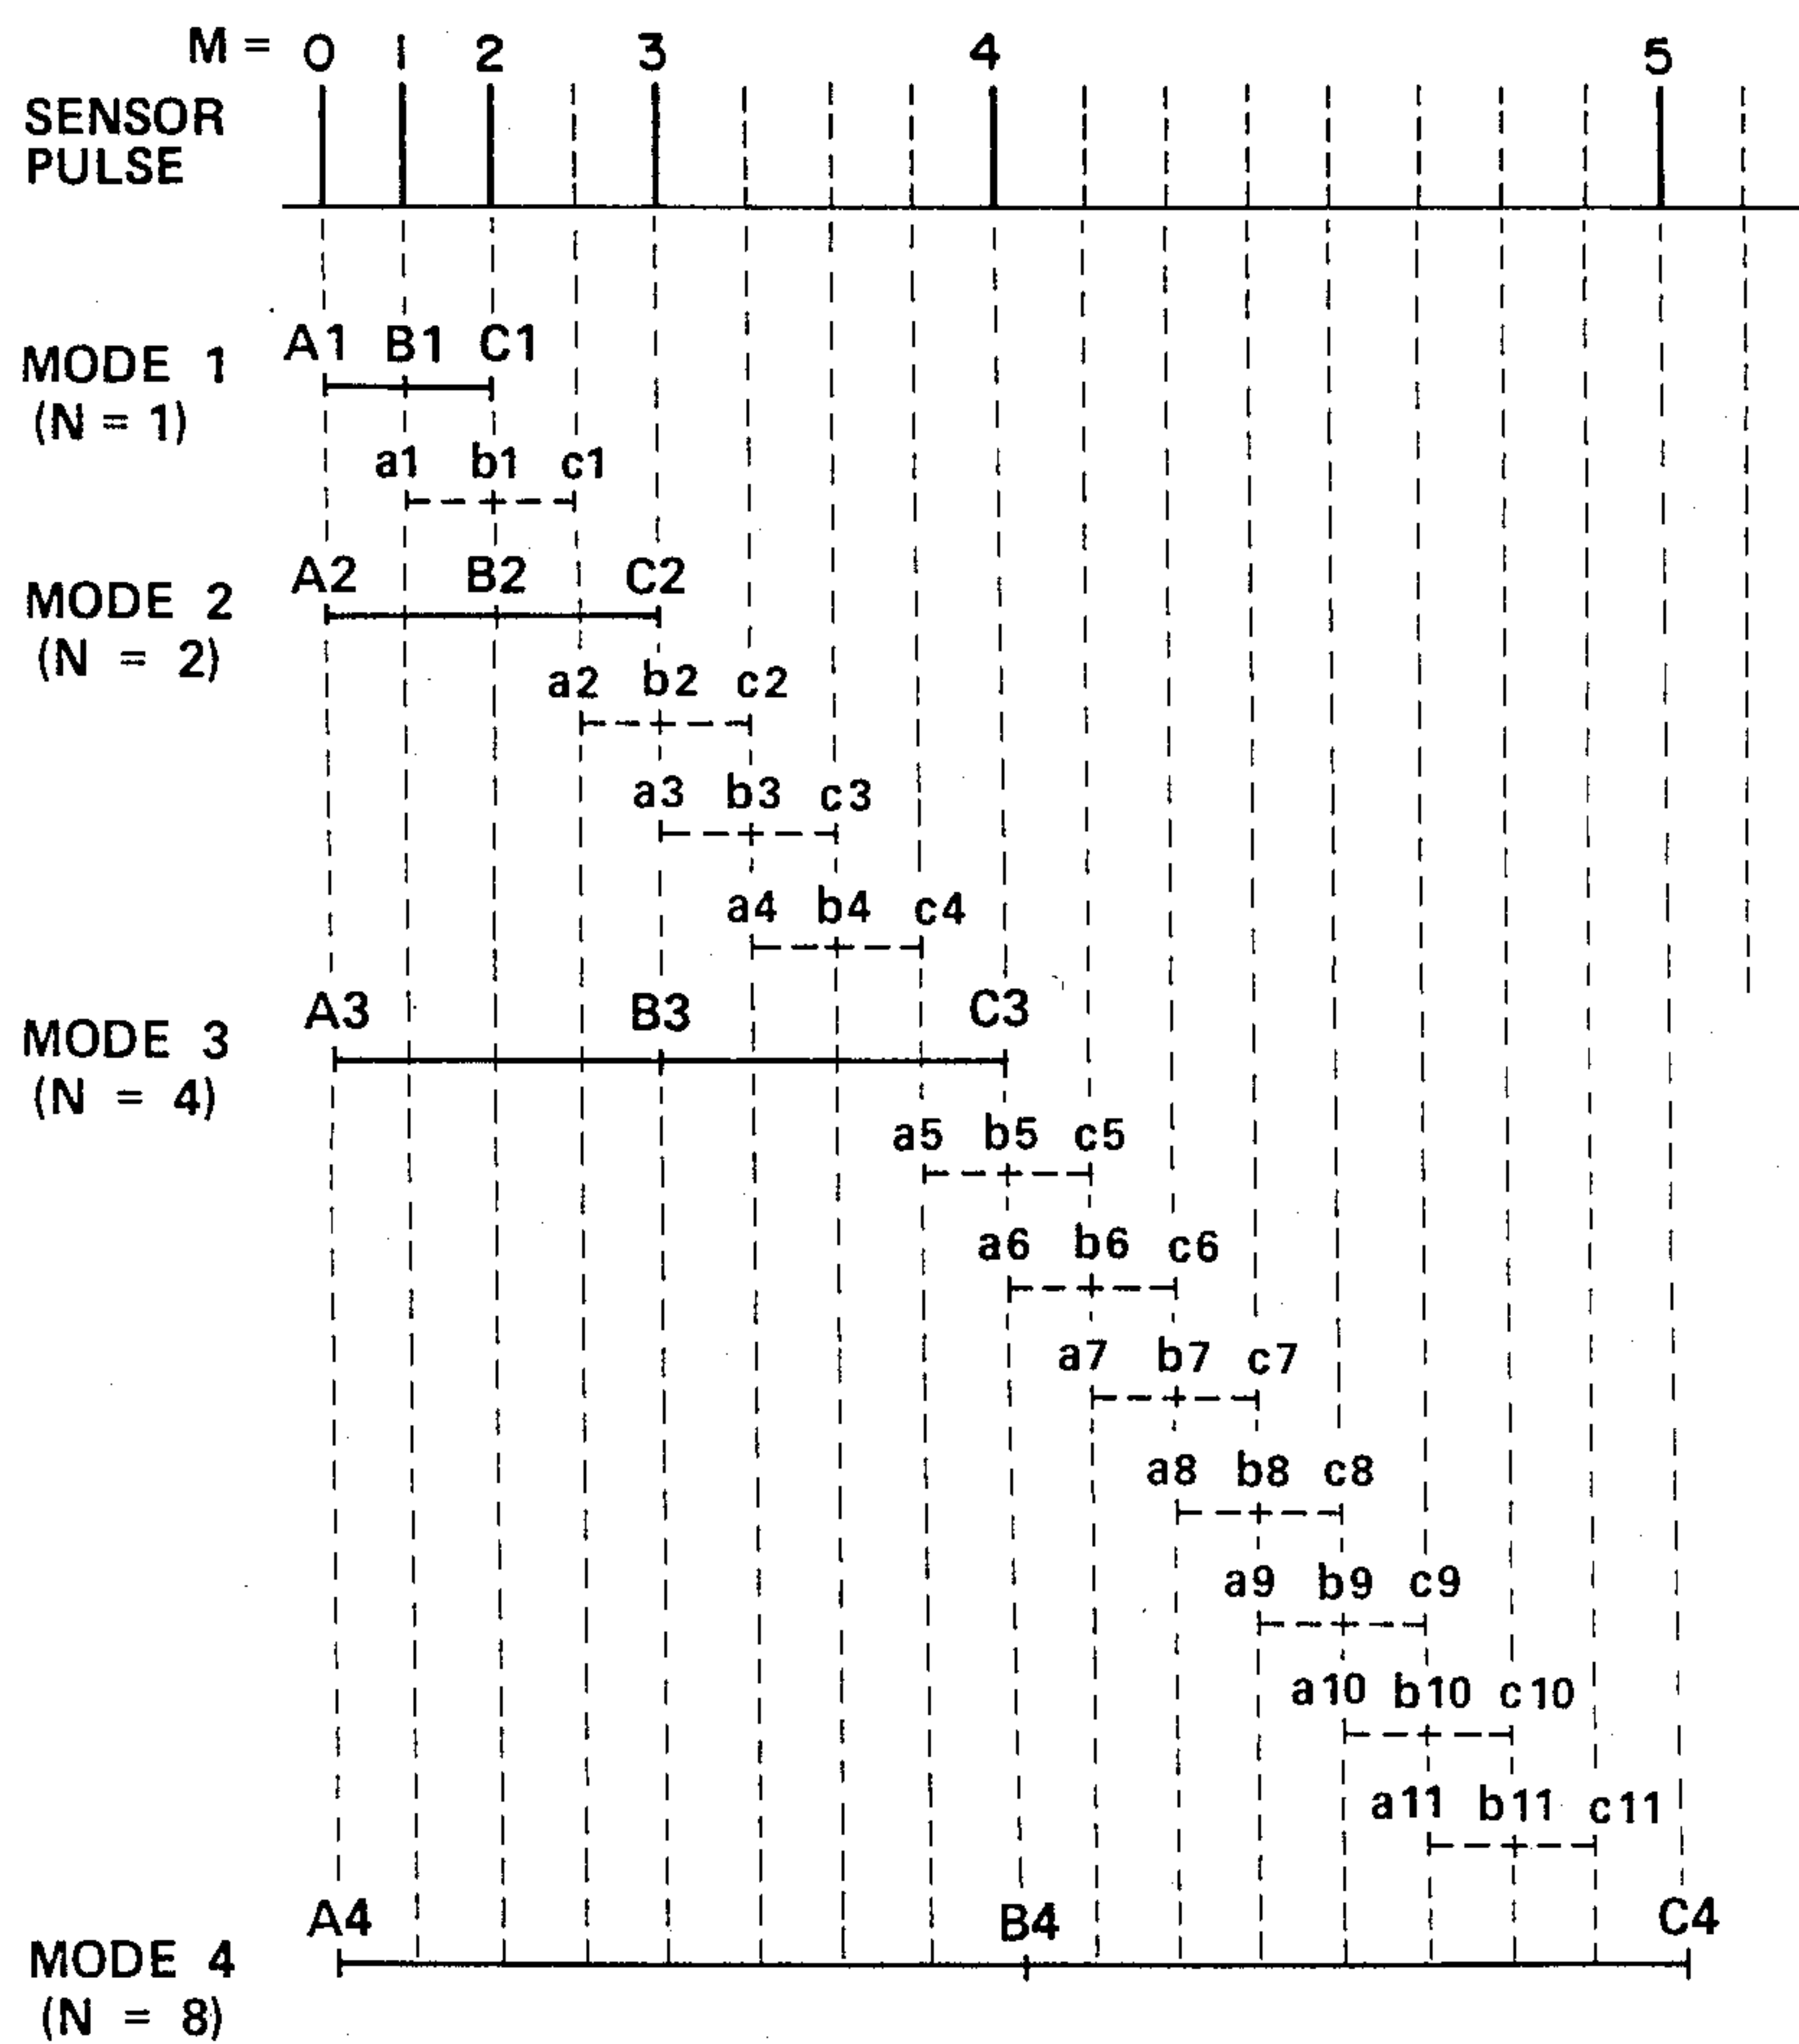 M = 0 1 2 3 4 5
SENSOR
PULSE
A1 B1 C1
MODE 1
(N = 1)
a1 b1 c1
A2 B2 C2
MODE 2
(N = 2)
a2 b2 c2
a3 b3 c3
a4 b4 c4
A3 B3 C3
MODE 3
(N = 4)
a5 b5 c5
a6 b6 c6
a7 b7 c7
a8 b8 c8
a9 b9 c9
a10 b10 c10
a11 b11 c11
A4 B4 C4
MODE 4
(N = 8)